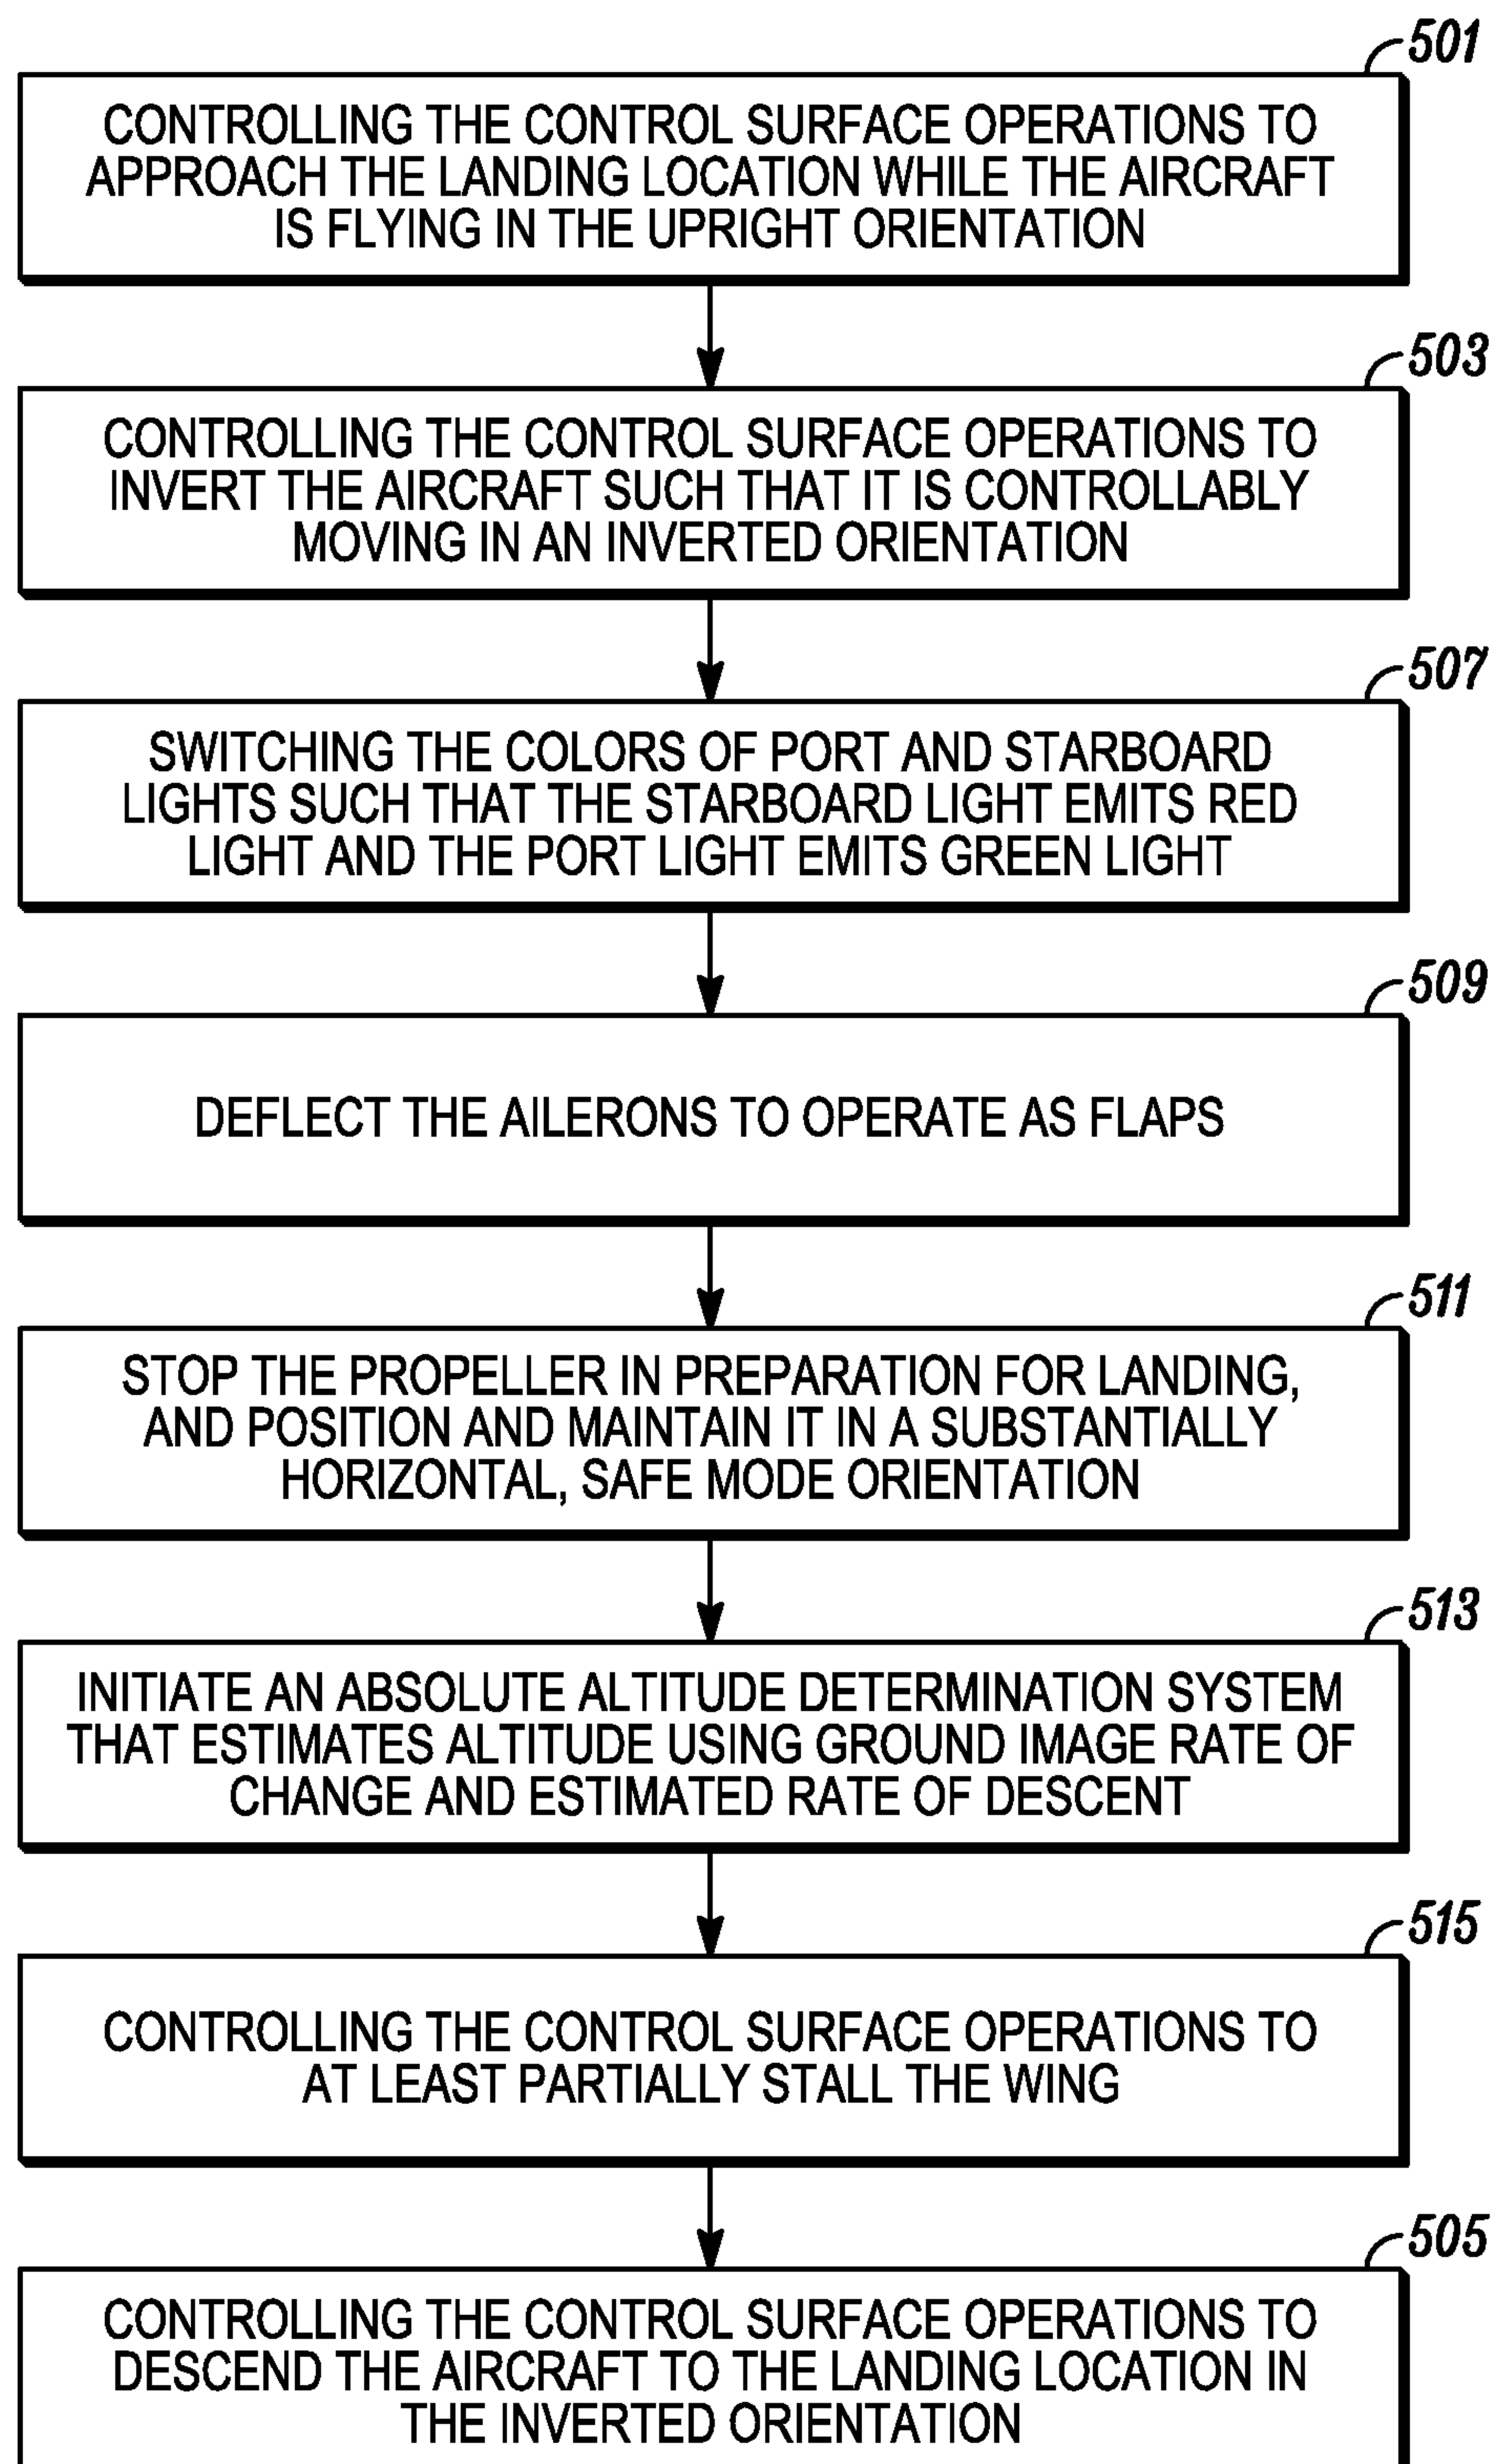 501
CONTROLLING THE CONTROL SURFACE OPERATIONS TO
APPROACH THE LANDING LOCATION WHILE THE AIRCRAFT
IS FLYING IN THE UPRIGHT ORIENTATION
503
CONTROLLING THE CONTROL SURFACE OPERATIONS TO
INVERT THE AIRCRAFT SUCH THAT IT IS CONTROLLABLY
MOVING IN AN INVERTED ORIENTATION
507
SWITCHING THE COLORS OF PORT AND STARBOARD
LIGHTS SUCH THAT THE STARBOARD LIGHT EMITS RED
LIGHT AND THE PORT LIGHT EMITS GREEN LIGHT
509
DEFLECT THE AILERONS TO OPERATE AS FLAPS
511
STOP THE PROPELLER IN PREPARATION FOR LANDING,
AND POSITION AND MAINTAIN IT IN A SUBSTANTIALLY
HORIZONTAL, SAFE MODE ORIENTATION
513
INITIATE AN ABSOLUTE ALTITUDE DETERMINATION SYSTEM
THAT ESTIMATES ALTITUDE USING GROUND IMAGE RATE OF
CHANGE AND ESTIMATED RATE OF DESCENT
515
CONTROLLING THE CONTROL SURFACE OPERATIONS TO
AT LEAST PARTIALLY STALL THE WING
505
CONTROLLING THE CONTROL SURFACE OPERATIONS TO
DESCEND THE AIRCRAFT TO THE LANDING LOCATION IN
THE INVERTED ORIENTATION